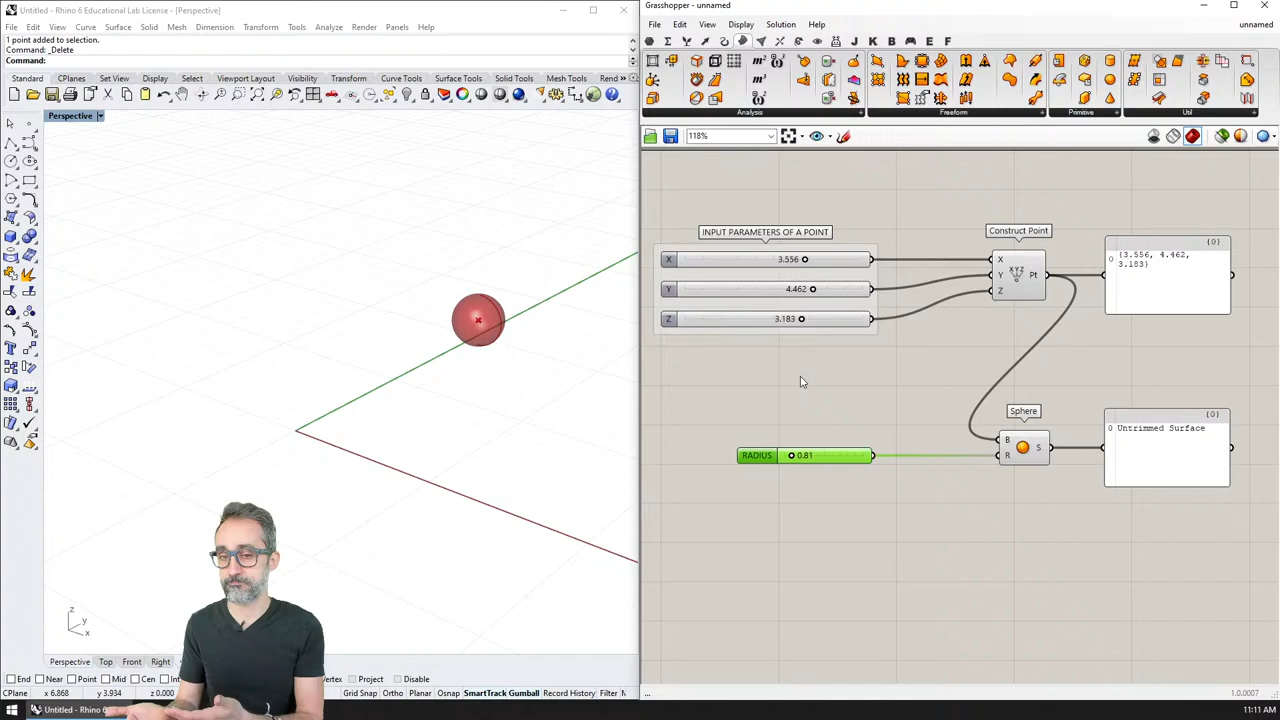 Untitled - Rhino 6 Educational Lab License - [Perspective]
File Edit View Curve Surface Solid Mesh Dimension Transform Tools Analyze Render Panels Help
1 point added to selection.
Command: _Delete
Command:
Standard CPlanes Set View Display Select Viewport Layout Visibility Transform Curve Tools Surface Tools Solid Tools Mesh Tools Rend »
Perspective
z
y
x
Perspective Top Front Right
End Near Point Mid Cen Project Disable
CPlane x 6.868 y 3.934 z 0.000 Grid Snap Ortho Planar Osnap SmartTrack Gumball Record History Filter
Untitled - Rhino 6 E...
Grasshopper - unnamed
File Edit View Display Solution Help
unnamed
J K B E F
Analysis Freeform Primitive Util
118%
INPUT PARAMETERS OF A POINT
X 3.556
Y 4.462
Z 3.183
Construct Point
X
Y
Z
XYZ
Pt
{0}
0 {3.556, 4.462,
3.183}
RADIUS 0.81
Sphere
B
R
S
{0}
0 Untrimmed Surface
...
1.0.0007
11:11 AM